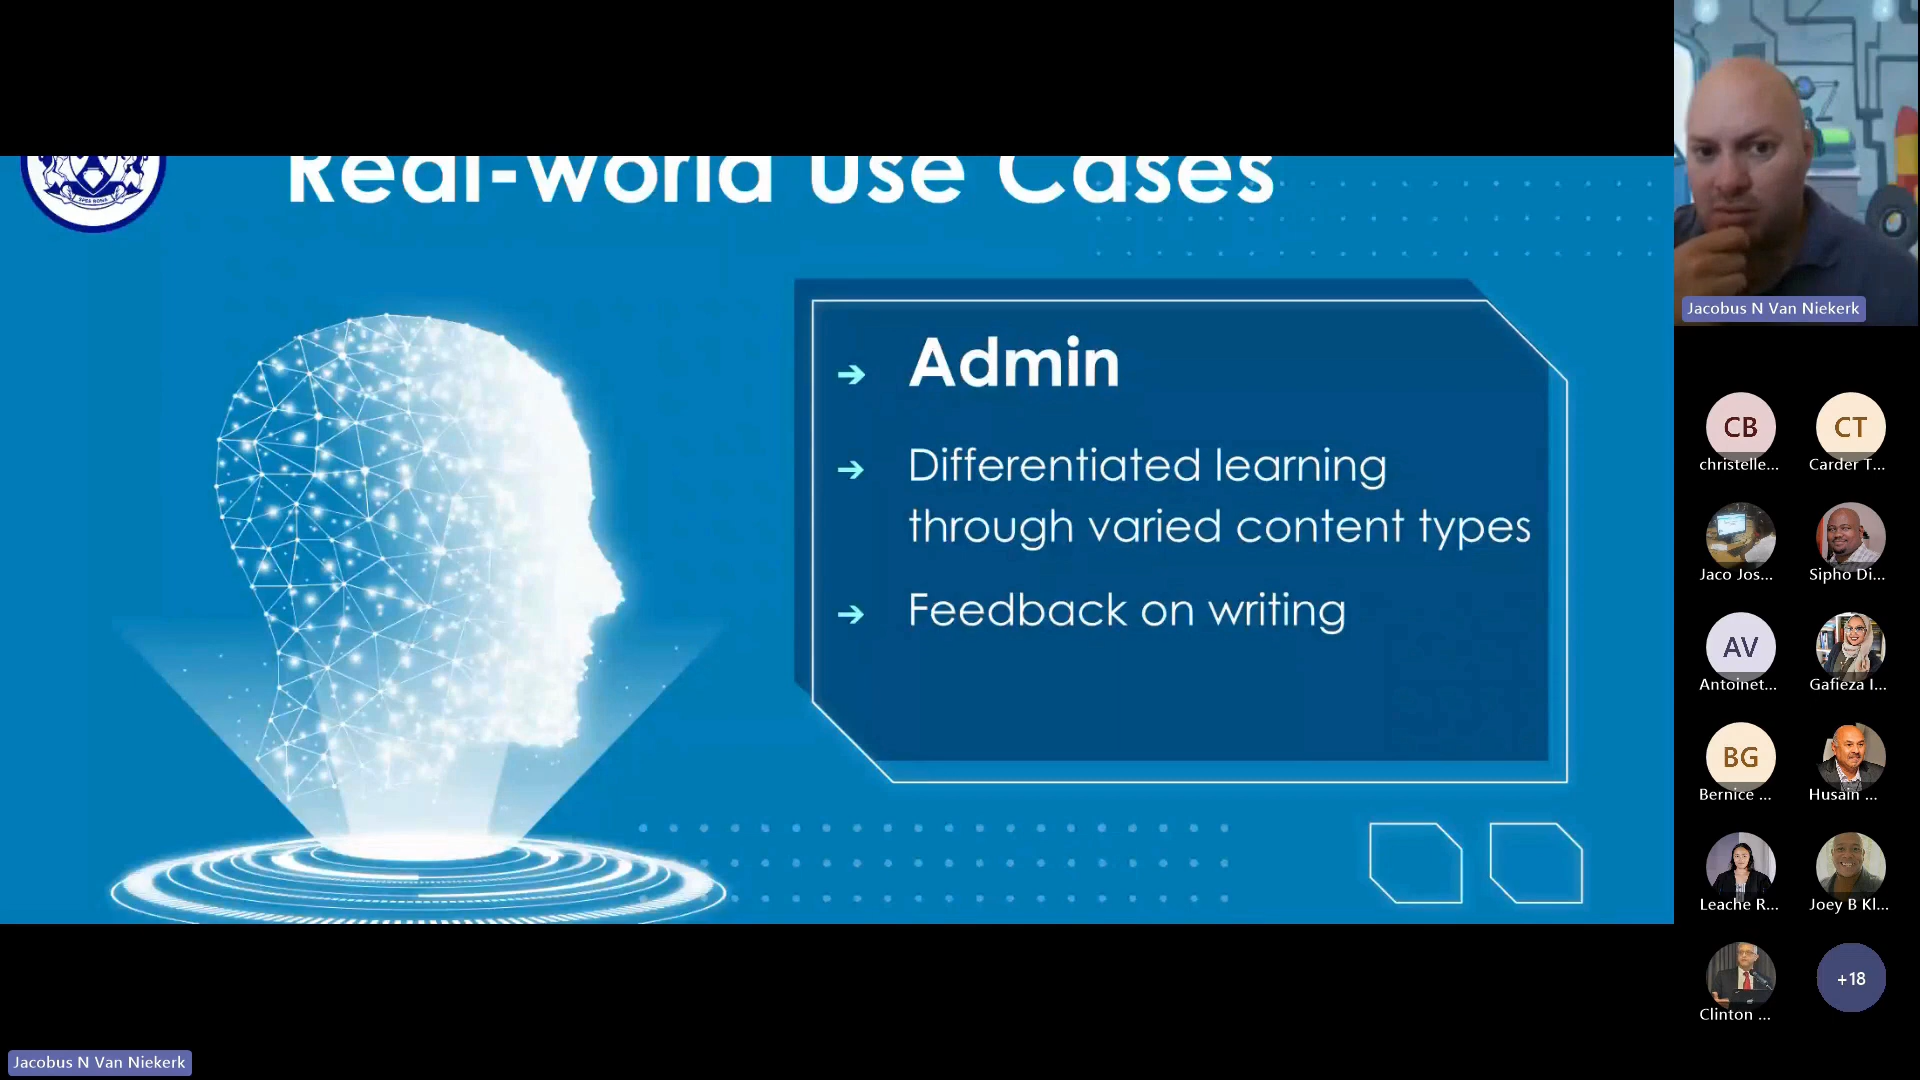 Real-world Use Cases
SPES BONA
Admin
Differentiated learning
through varied content types
Feedback on writing
Jacobus N Van Niekerk
CB
christelle...
CT
Carder T...
Jaco Jos...
Sipho Di...
AV
Antoinet...
Gafieza I...
BG
Bernice ...
Husain ...
Leache R...
Joey B Kl...
Clinton ...
+18
Jacobus N Van Niekerk